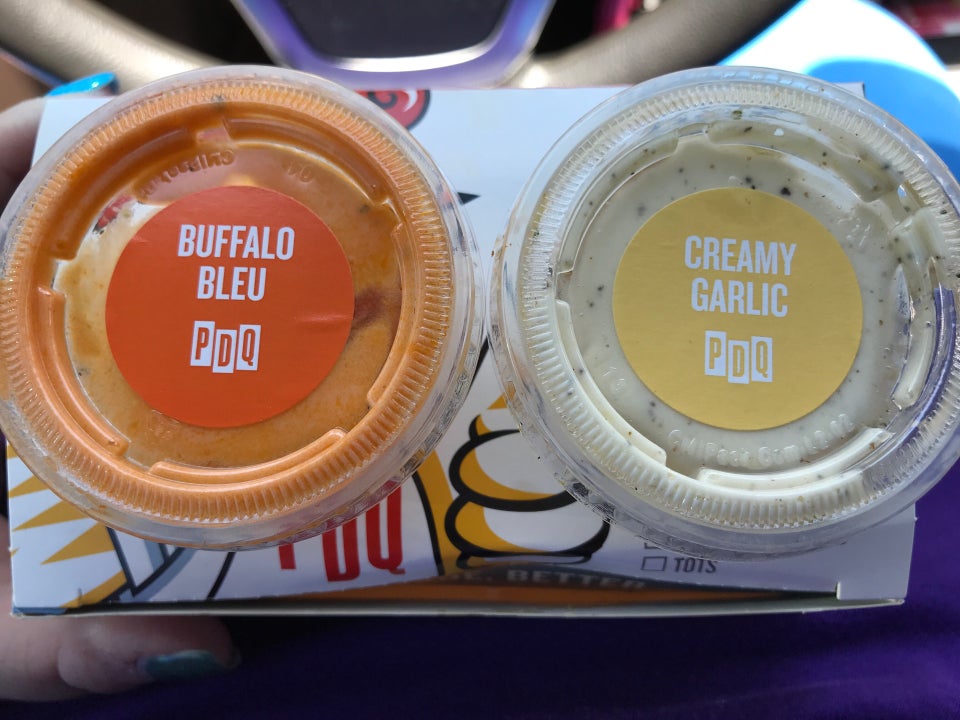 BUFFALO
BLEU
PDQ
CREAMY
GARLIC
PDQ
PDQ
TOTS